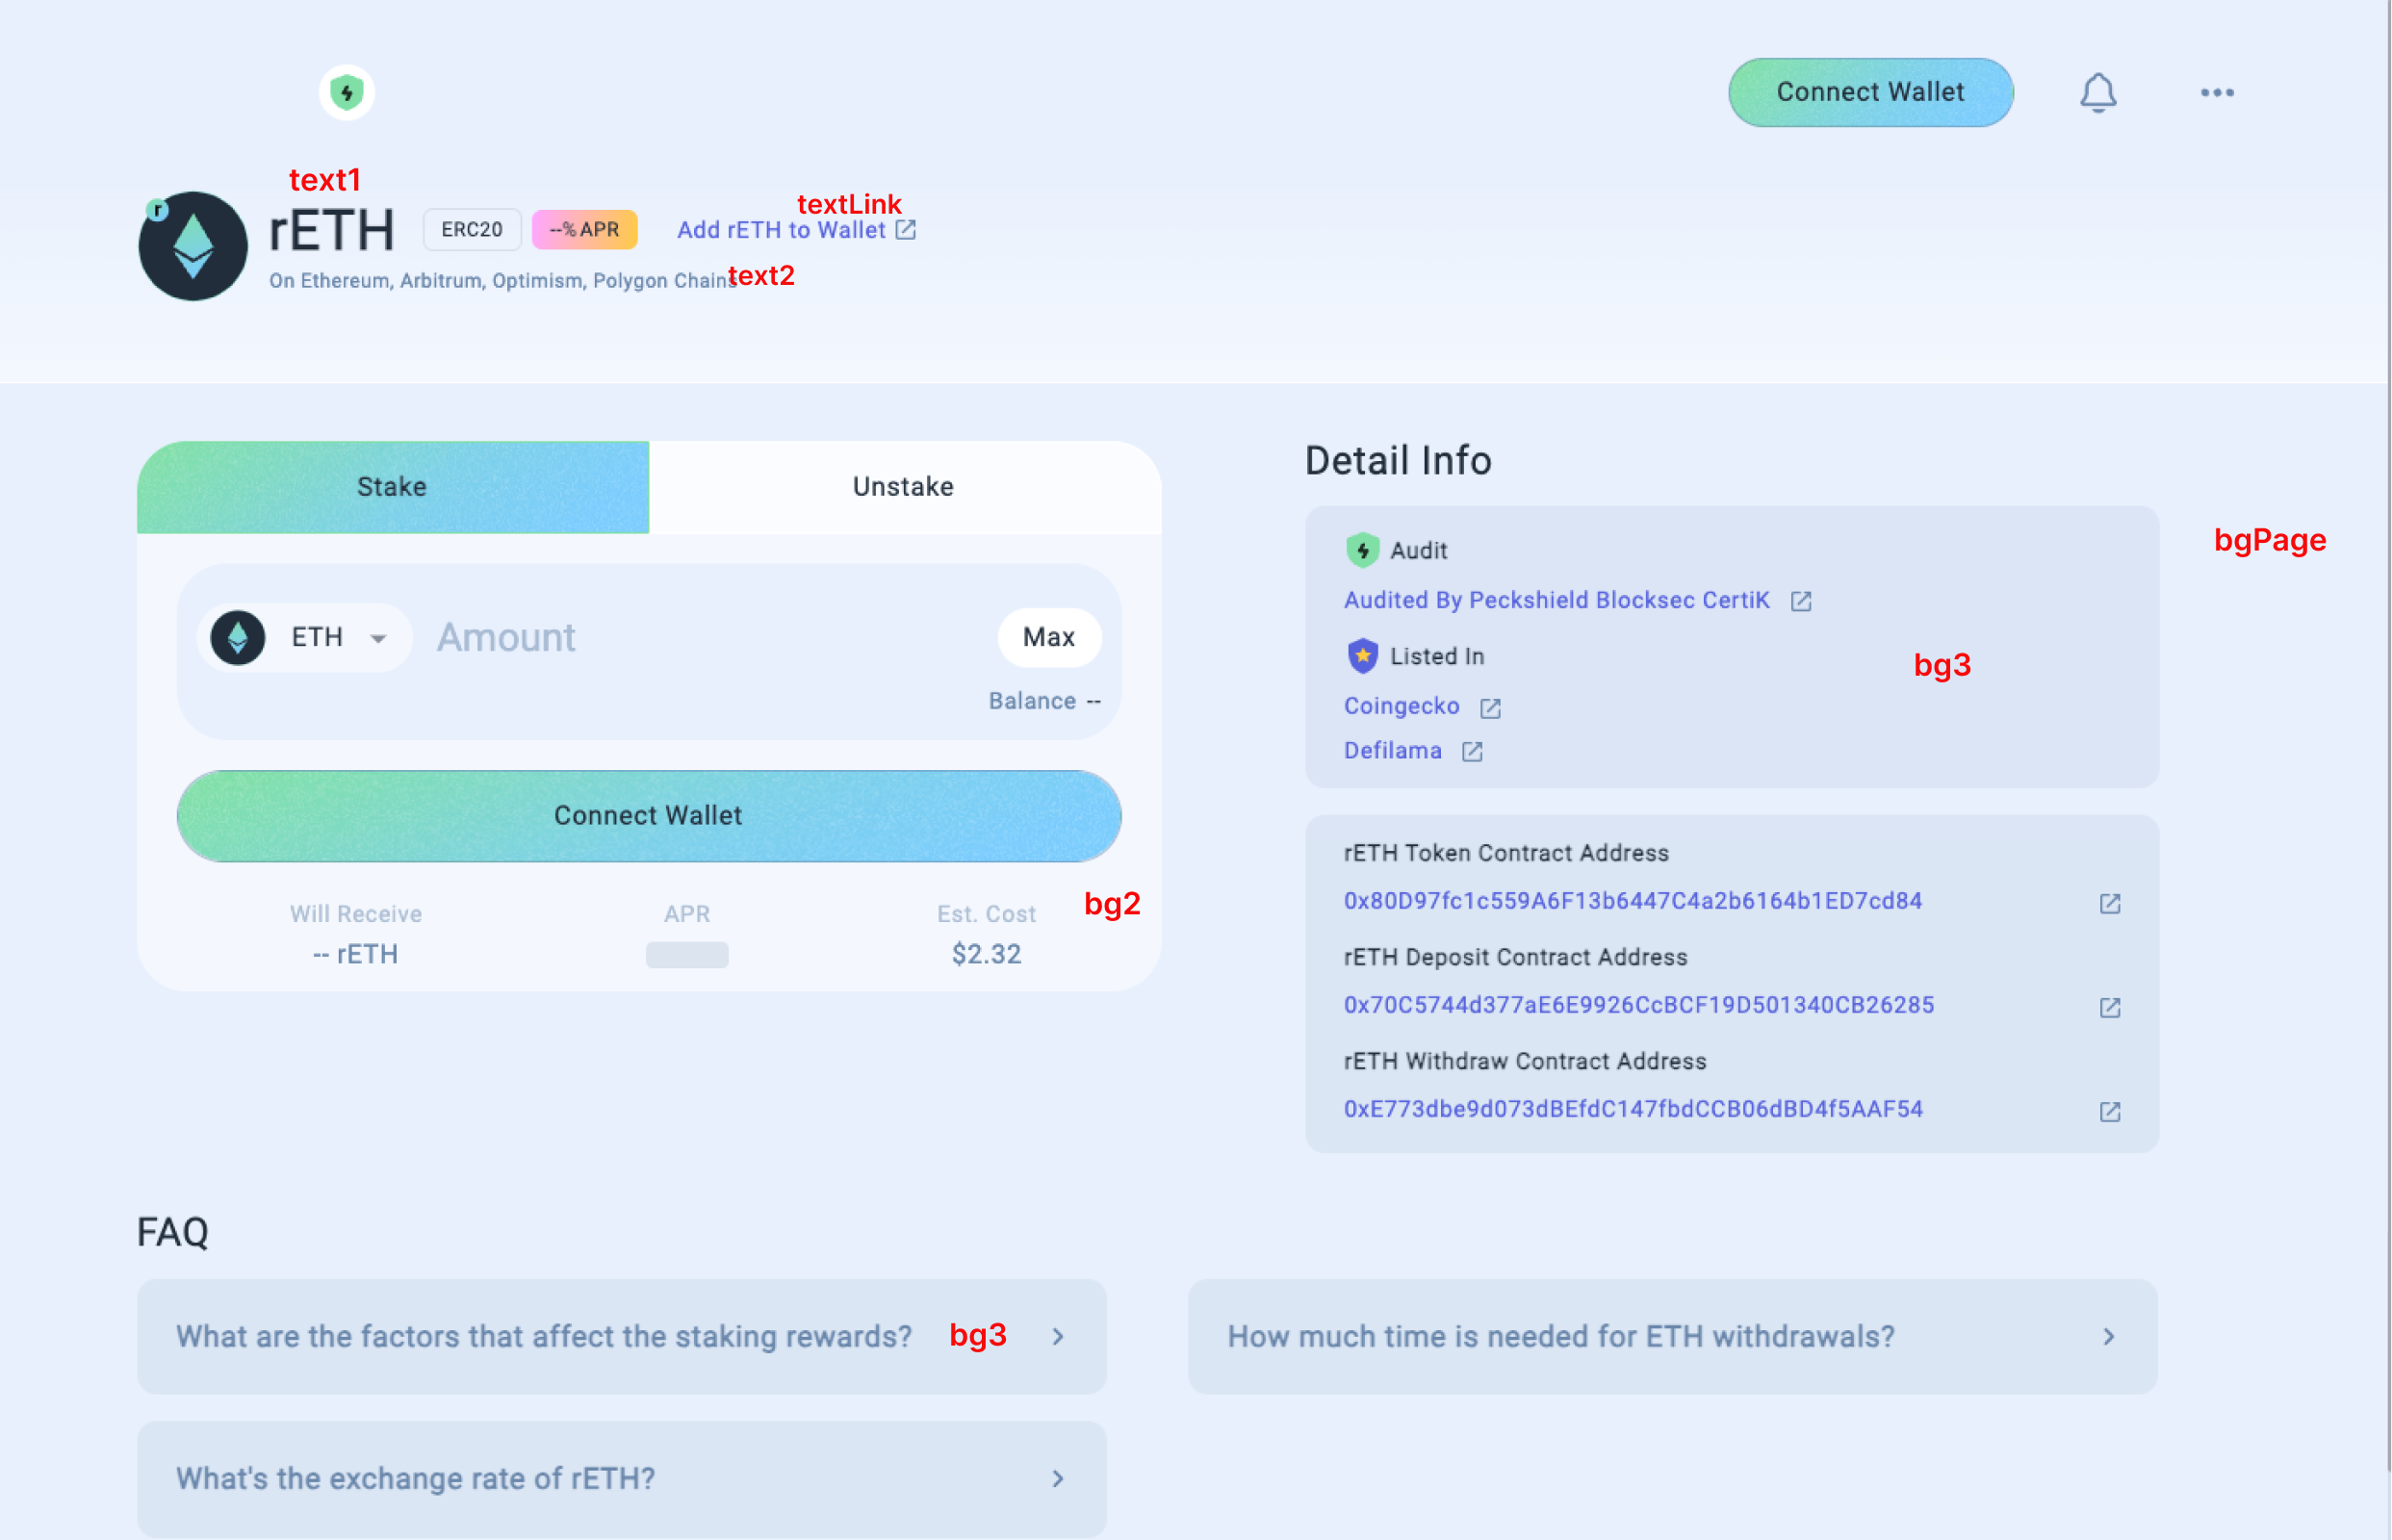 Connect Wallet
text1
r
rETH
ERC20
--% APR
textLink
Add rETH to Wallet
On Ethereum, Arbitrum, Optimism, Polygon Chains
text2
Stake
Unstake
ETH
Amount
Max
Balance --
Connect Wallet
Will Receive
APR
Est. Cost
bg2
-- rETH
$2.32
Detail Info
Audit
bgPage
Audited By Peckshield Blocksec CertiK
Listed In
bg3
Coingecko
Defilama
rETH Token Contract Address
0x80D97fc1c559A6F13b6447C4a2b6164b1ED7cd84
rETH Deposit Contract Address
0x70C5744d377aE6E9926CcBCF19D501340CB26285
rETH Withdraw Contract Address
0xE773dbe9d073dBEfdC147fbdCCB06dBD4f5AAF54
FAQ
What are the factors that affect the staking rewards?
bg3
How much time is needed for ETH withdrawals?
What's the exchange rate of rETH?